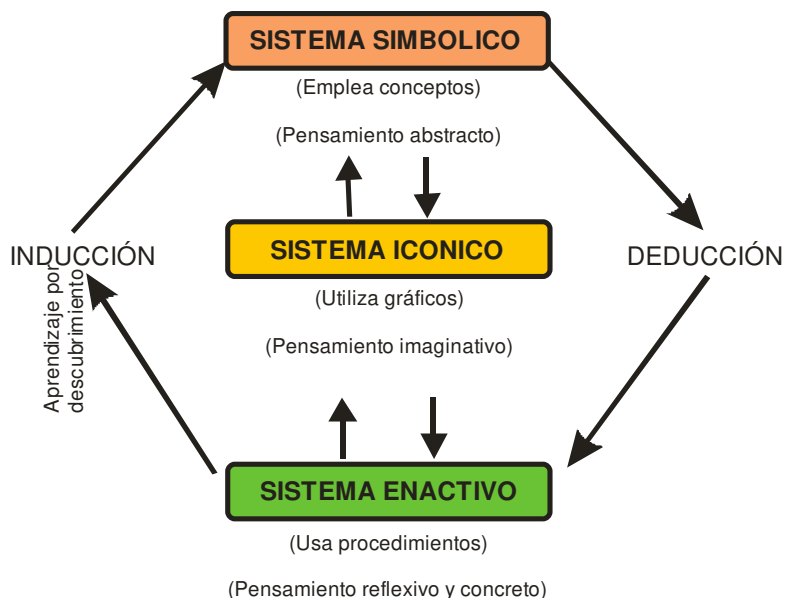 SISTEMA SIMBOLICO
(Emplea conceptos)
(Pensamiento abstracto)
INDUCCIÓN
SISTEMA ICONICO
DEDUCCIÓN
(Utiliza gráficos)
(Pensamiento imaginativo)
Aprendizaje por
descubrimiento
SISTEMA ENACTIVO
(Usa procedimientos)
(Pensamiento reflexivo y concreto)